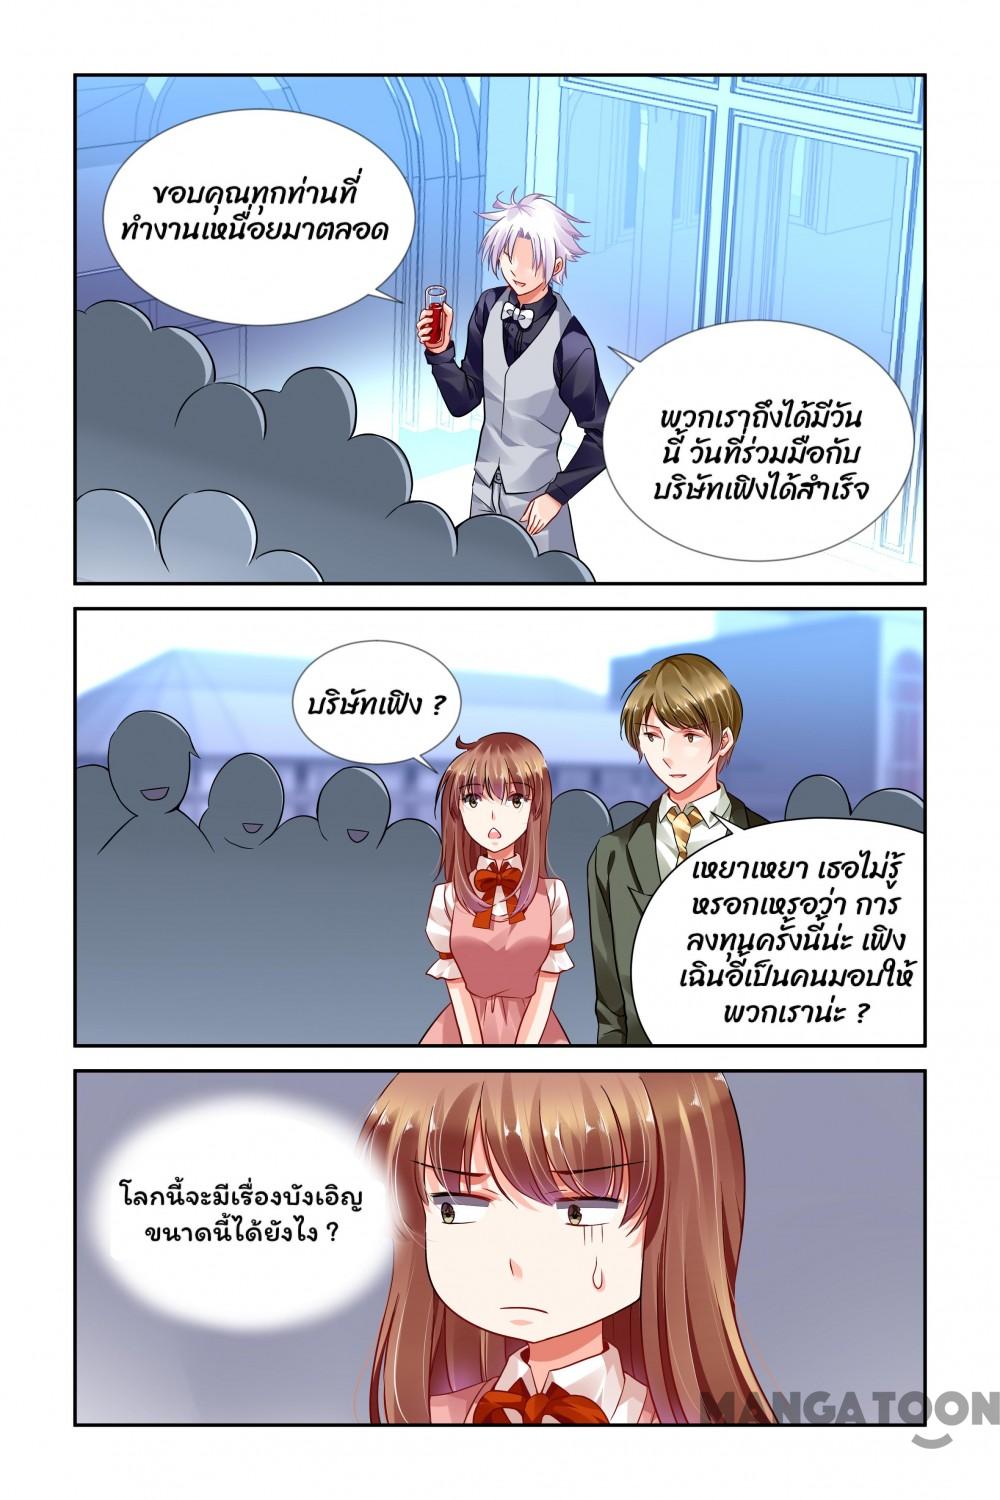 ขอบคุณทุกท่านที่
ทำงานเหนื่อยมาตลอด
พวกเราถึงได้มีวัน
นี้ วันที่ร่วมมือกับ
บริษัทเฟิงได้สำเร็จ
บริษัทเฟิง ?
เหยาเหยา เธอไม่รู้
หรอกเหรอว่า การ
ลงทุนครั้งนี้น่ะ เฟิง
เฉินอี้เป็นคนมอบให้
พวกเราน่ะ ?
โลกนี้จะมีเรื่องบังเอิญ
ขนาดนี้ได้ยังไง ?
MANGATOON